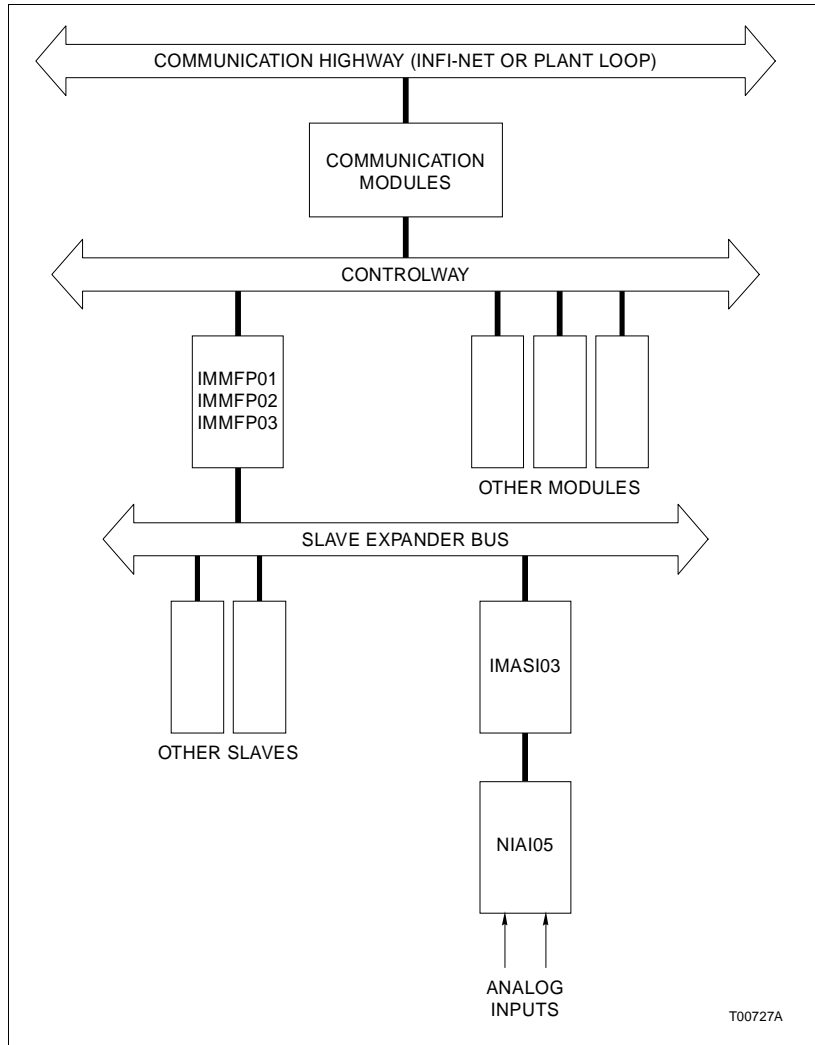 COMMUNICATION HIGHWAY (INFI-NET OR PLANT LOOP)
COMMUNICATION
MODULES
CONTROLWAY
IMMFP01
IMMFP02
IMMFP03
OTHER MODULES
SLAVE EXPANDER BUS
IMASI03
OTHER SLAVES
NIAI05
ANALOG
INPUTS
T00727A